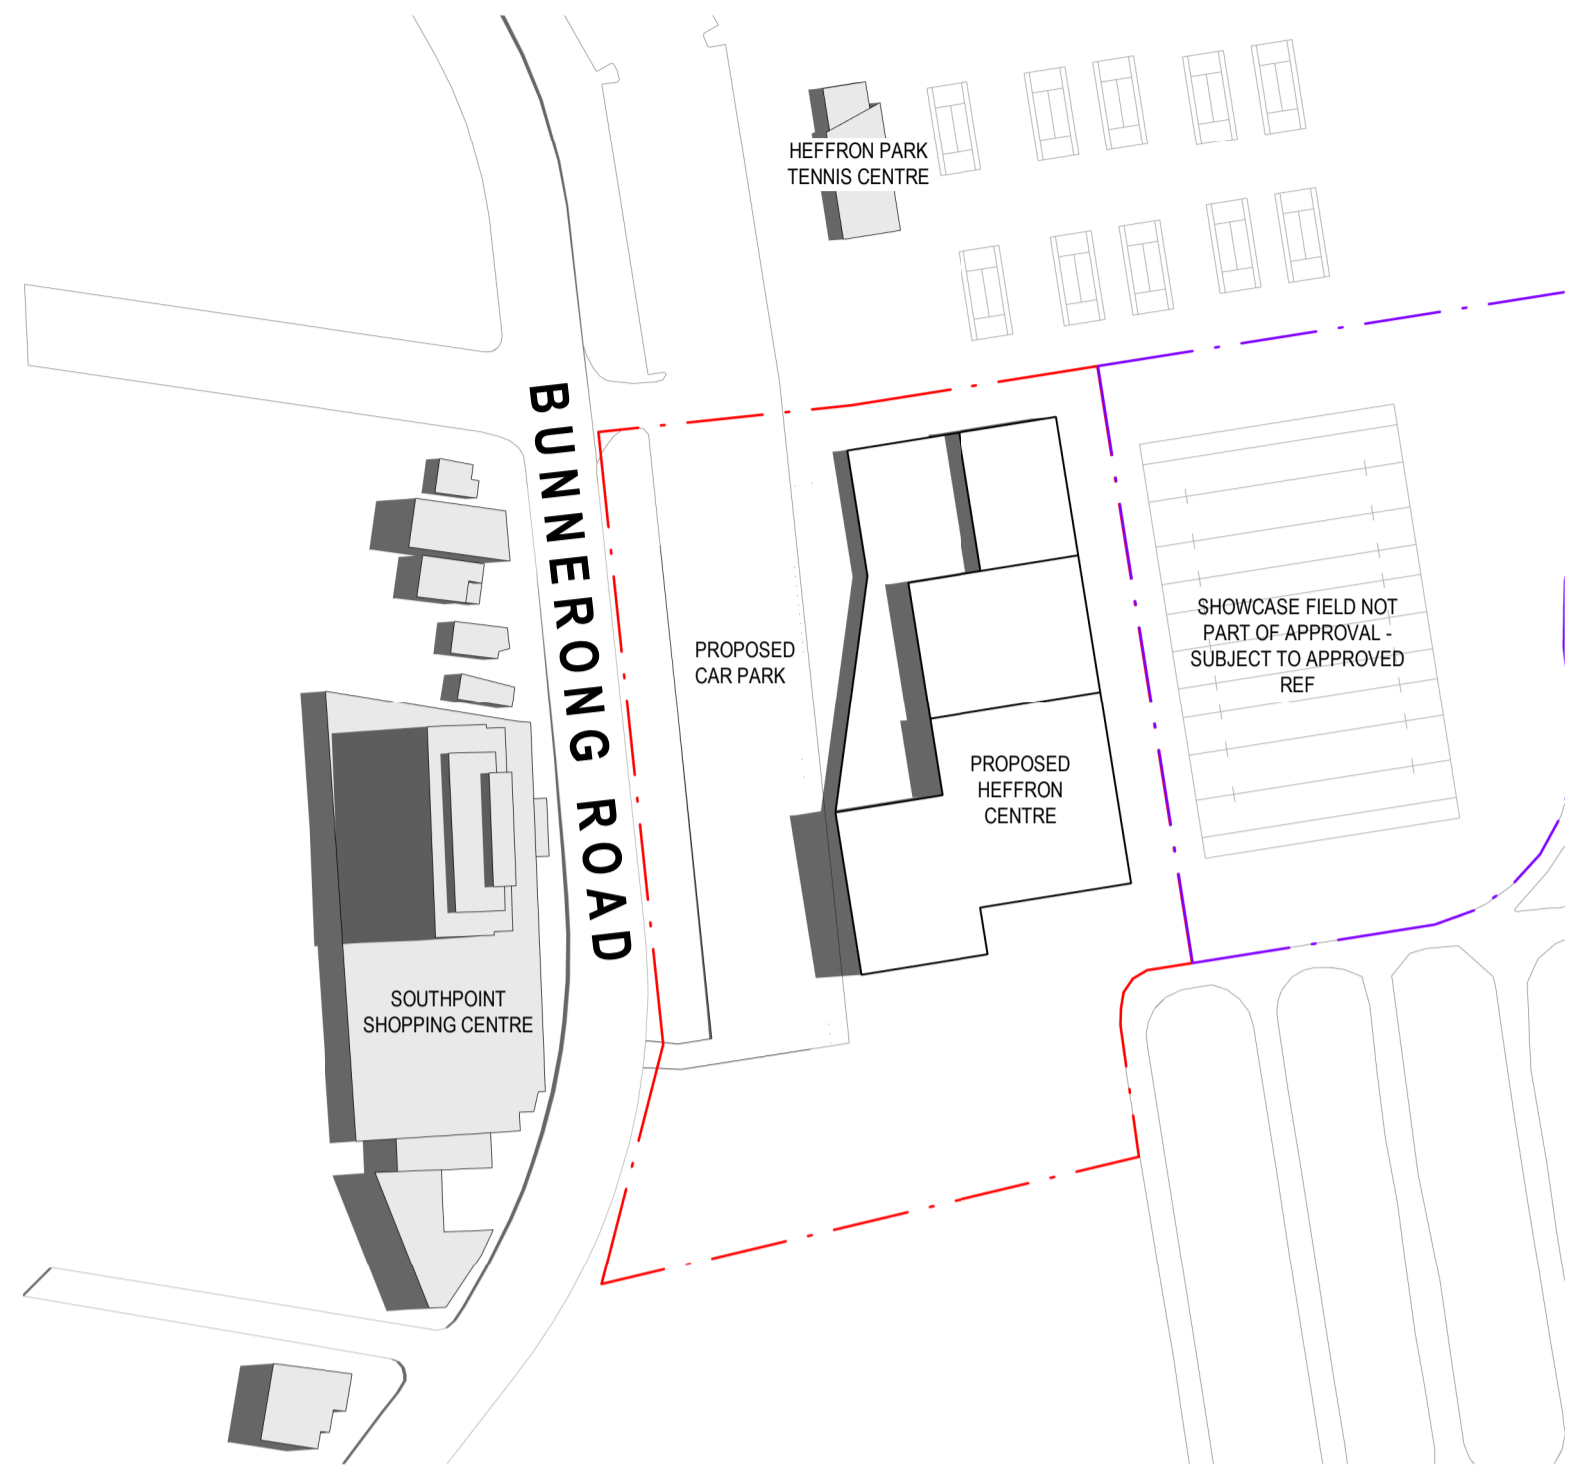 HEFFRON PARK
TENNIS CENTRE
BUNNERONG ROAD
PROPOSED
CAR PARK
SHOWCASE FIELD NOT
PART OF APPROVAL -
SUBJECT TO APPROVED
REF
PROPOSED
HEFFRON
CENTRE
SOUTHPOINT
SHOPPING CENTRE